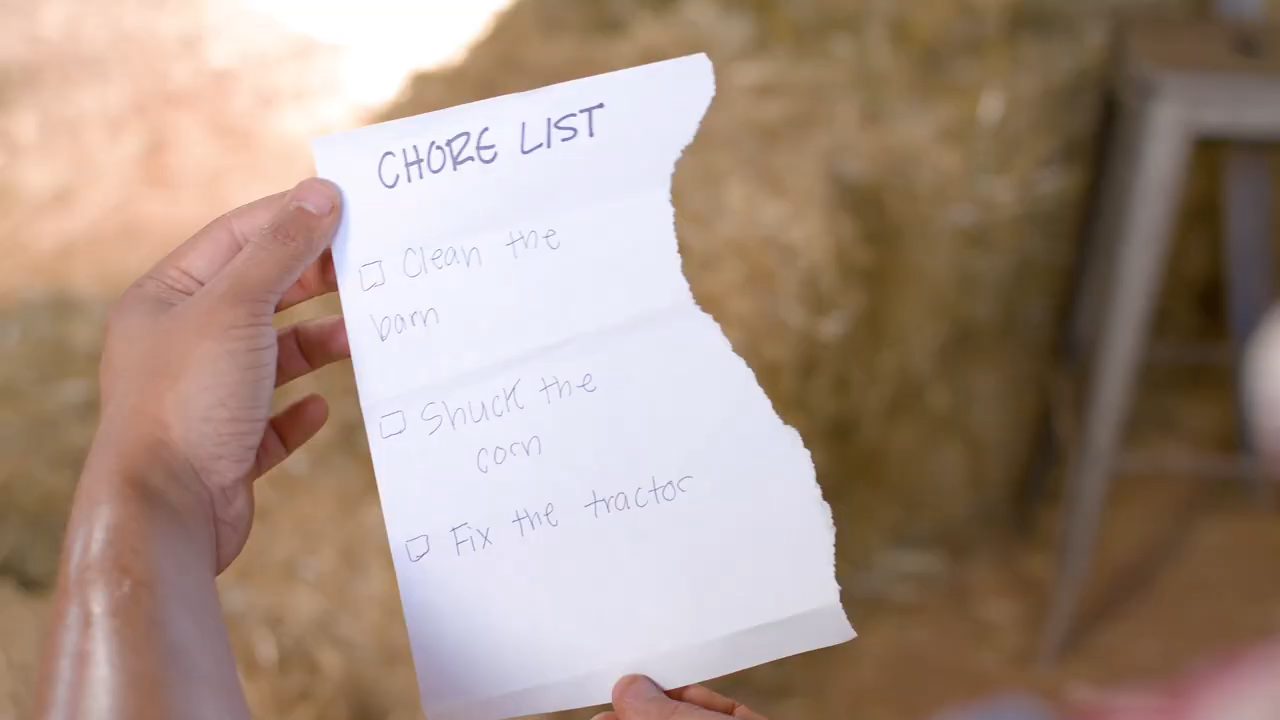 CHORE LIST
☐ Clean the
barn
☐ Shuck the
corn
☐ Fix the tractor